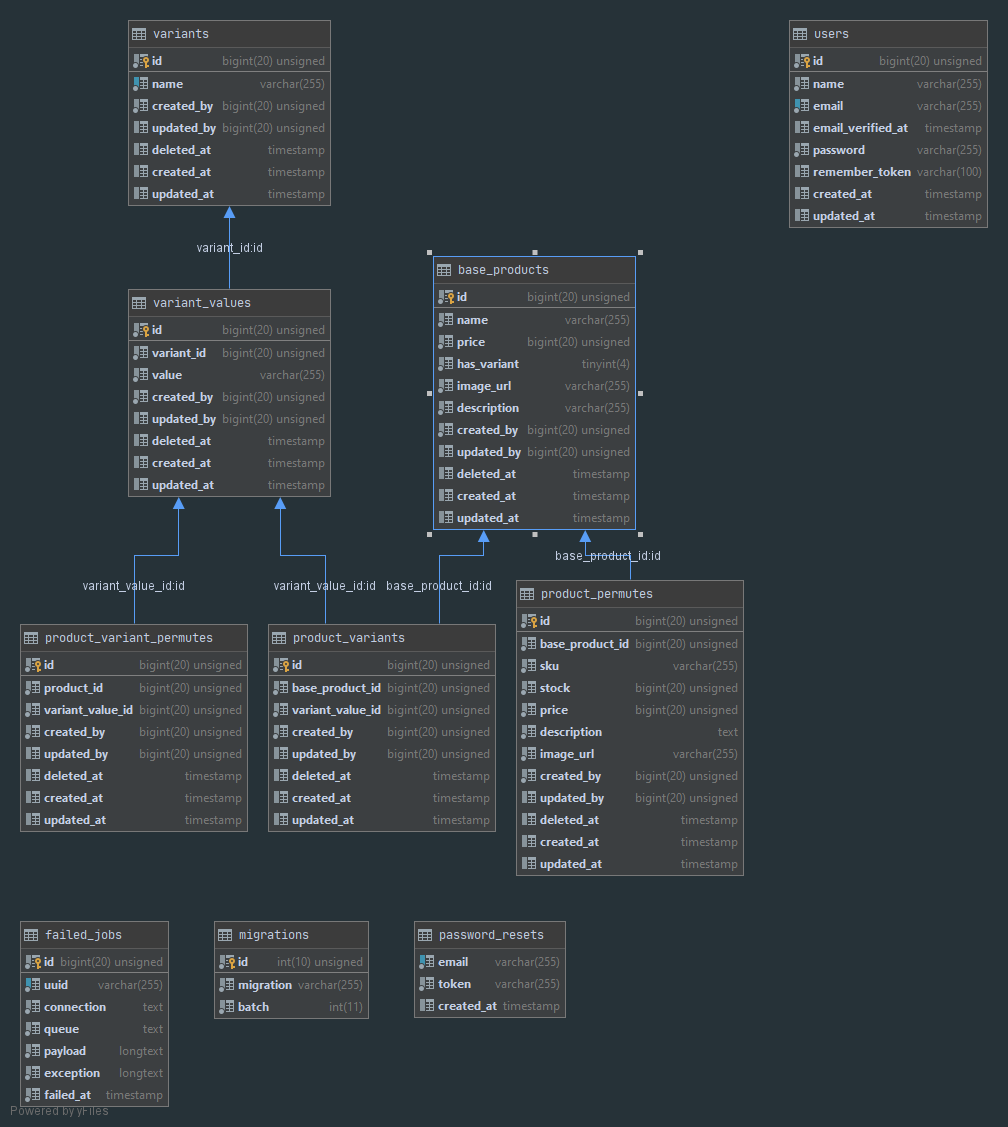 variants
id bigint(20) unsigned
name varchar(255)
created_by bigint(20) unsigned
updated_by bigint(20) unsigned
deleted_at timestamp
created_at timestamp
updated_at timestamp
users
id bigint(20) unsigned
name varchar(255)
email varchar(255)
email_verified_at timestamp
password varchar(255)
remember_token varchar(100)
created_at timestamp
updated_at timestamp
variant_id:id
variant_values
id bigint(20) unsigned
variant_id bigint(20) unsigned
value varchar(255)
created_by bigint(20) unsigned
updated_by bigint(20) unsigned
deleted_at timestamp
created_at timestamp
updated_at timestamp
base_products
id bigint(20) unsigned
name varchar(255)
price bigint(20) unsigned
has_variant tinyint(4)
image_url varchar(255)
description varchar(255)
created_by bigint(20) unsigned
updated_by bigint(20) unsigned
deleted_at timestamp
created_at timestamp
updated_at timestamp
variant_value_id:id
variant_value_id:id
base_product_id:id
base_product_id:id
product_variant_permutes
id bigint(20) unsigned
product_id bigint(20) unsigned
variant_value_id bigint(20) unsigned
created_by bigint(20) unsigned
updated_by bigint(20) unsigned
deleted_at timestamp
created_at timestamp
updated_at timestamp
product_variants
id bigint(20) unsigned
base_product_id bigint(20) unsigned
variant_value_id bigint(20) unsigned
created_by bigint(20) unsigned
updated_by bigint(20) unsigned
deleted_at timestamp
created_at timestamp
updated_at timestamp
product_permutes
id bigint(20) unsigned
base_product_id bigint(20) unsigned
sku varchar(255)
stock bigint(20) unsigned
price bigint(20) unsigned
description text
image_url varchar(255)
created_by bigint(20) unsigned
updated_by bigint(20) unsigned
deleted_at timestamp
created_at timestamp
updated_at timestamp
failed_jobs
id bigint(20) unsigned
uuid varchar(255)
connection text
queue text
payload longtext
exception longtext
failed_at timestamp
migrations
id int(10) unsigned
migration varchar(255)
batch int(11)
password_resets
email varchar(255)
token varchar(255)
created_at timestamp
Powered by yFiles